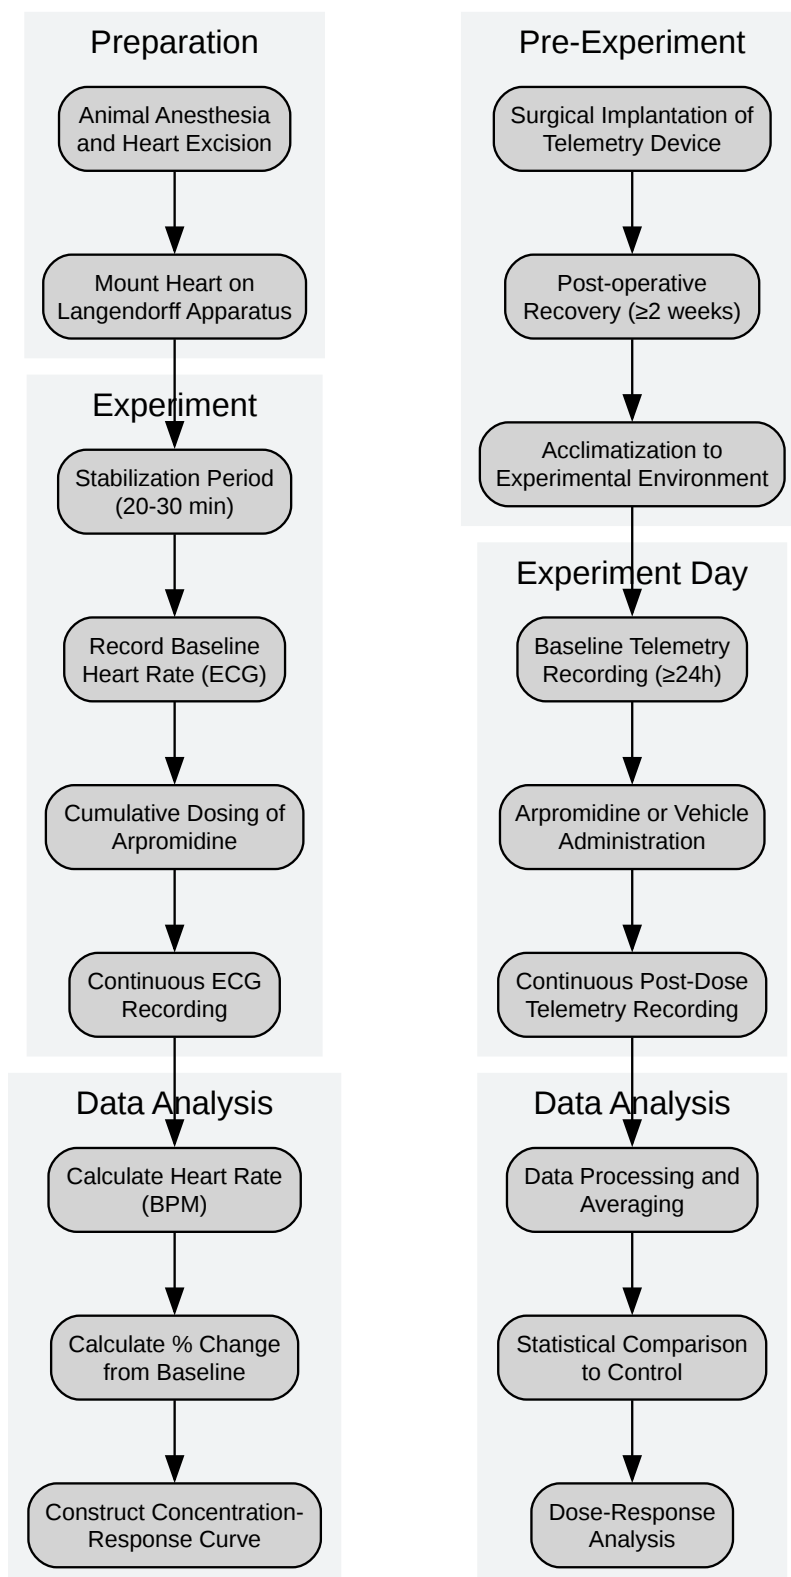 Preparation
Animal Anesthesia
and Heart Excision
Mount Heart on
Langendorff Apparatus
Experiment
Stabilization Period
(20-30 min)
Record Baseline
Heart Rate (ECG)
Cumulative Dosing of
Arpromidine
Continuous ECG
Recording
Data Analysis
Calculate Heart Rate
(BPM)
Calculate % Change
from Baseline
Construct Concentration-
Response Curve
Pre-Experiment
Surgical Implantation of
Telemetry Device
Post-operative
Recovery (≥2 weeks)
Acclimatization to
Experimental Environment
Experiment Day
Baseline Telemetry
Recording (≥24h)
Arpromidine or Vehicle
Administration
Continuous Post-Dose
Telemetry Recording
Data Analysis
Data Processing and
Averaging
Statistical Comparison
to Control
Dose-Response
Analysis